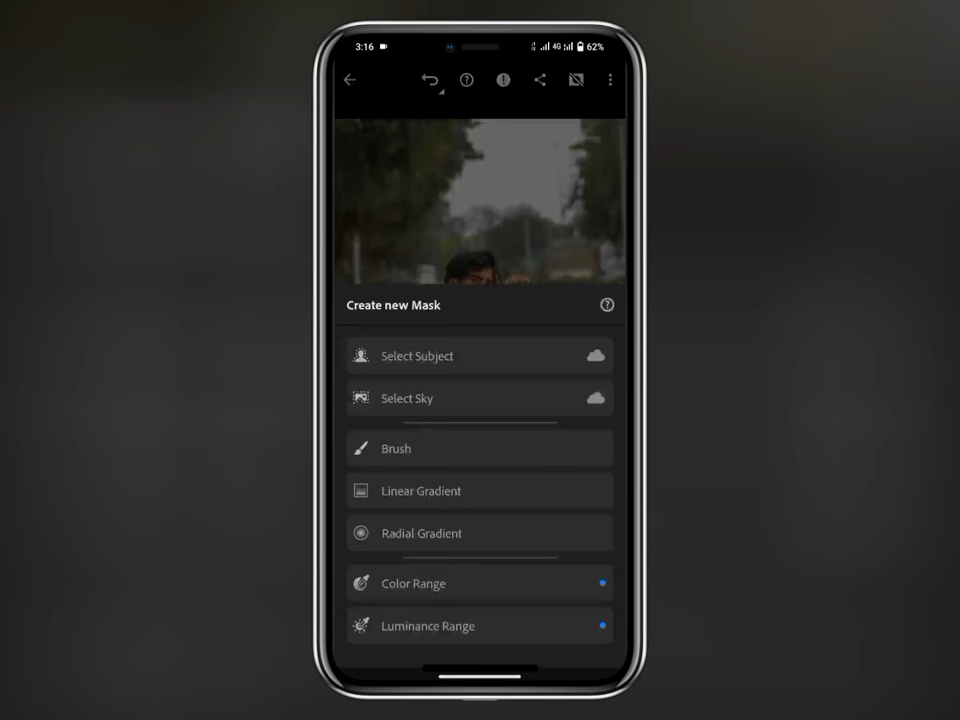 3:16 4G 62%
Create new Mask
Select Subject
Select Sky
Brush
Linear Gradient
Radial Gradient
Color Range
Luminance Range